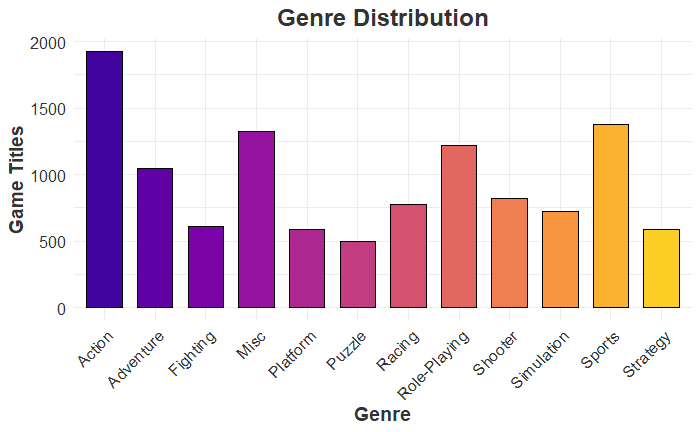 Genre Distribution
Game Titles
2000
1500
1000
500
0
Action
Adventure
Fighting
Misc
Platform
Puzzle
Racing
Role-Playing
Shooter
Simulation
Sports
Strategy
Genre